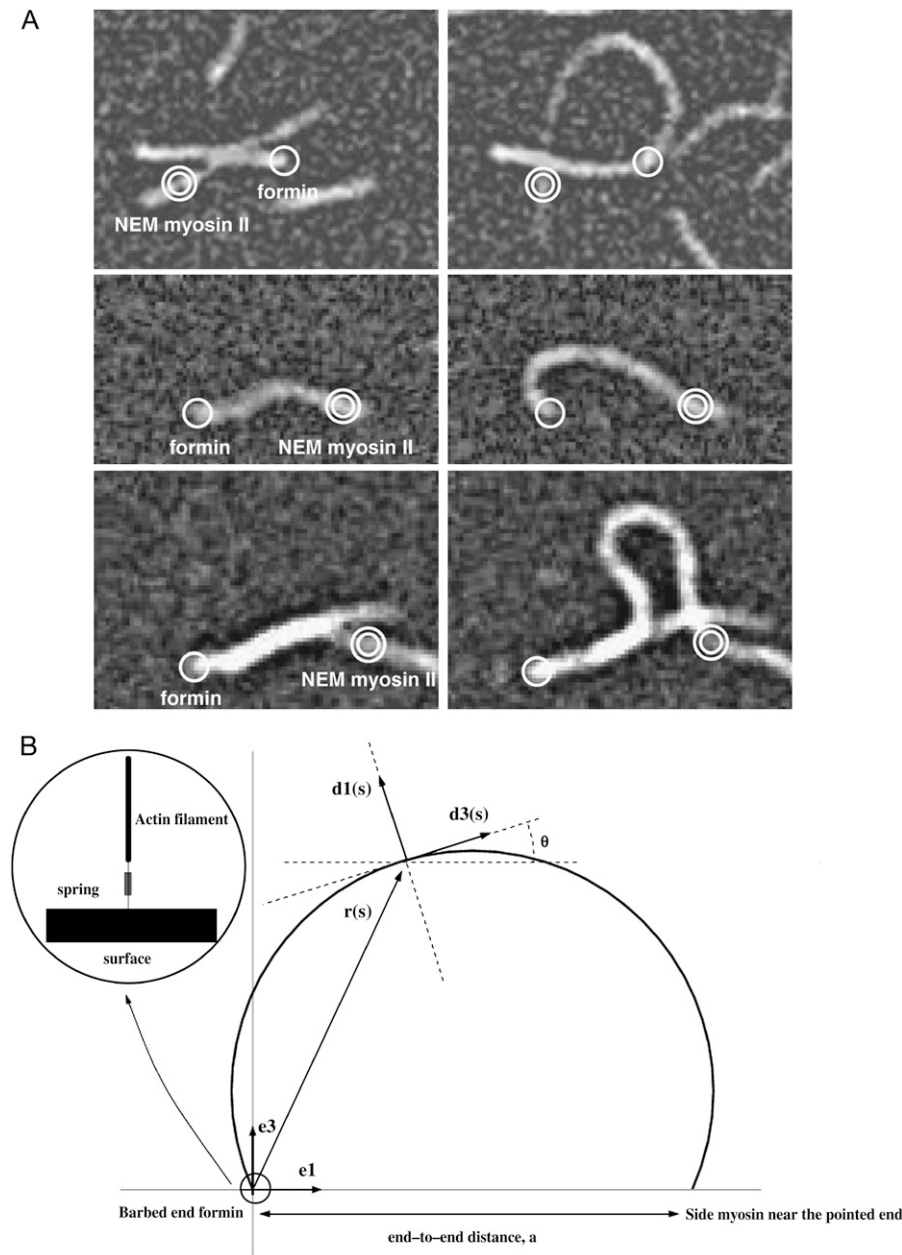 A
formin
NEM myosin II
formin
NEM myosin II
formin
NEM myosin II
B
Actin filament
spring
surface
d1(s)
d3(s)
θ
r(s)
e3
e1
Barbed end formin
Side myosin near the pointed end
end–to–end distance, a